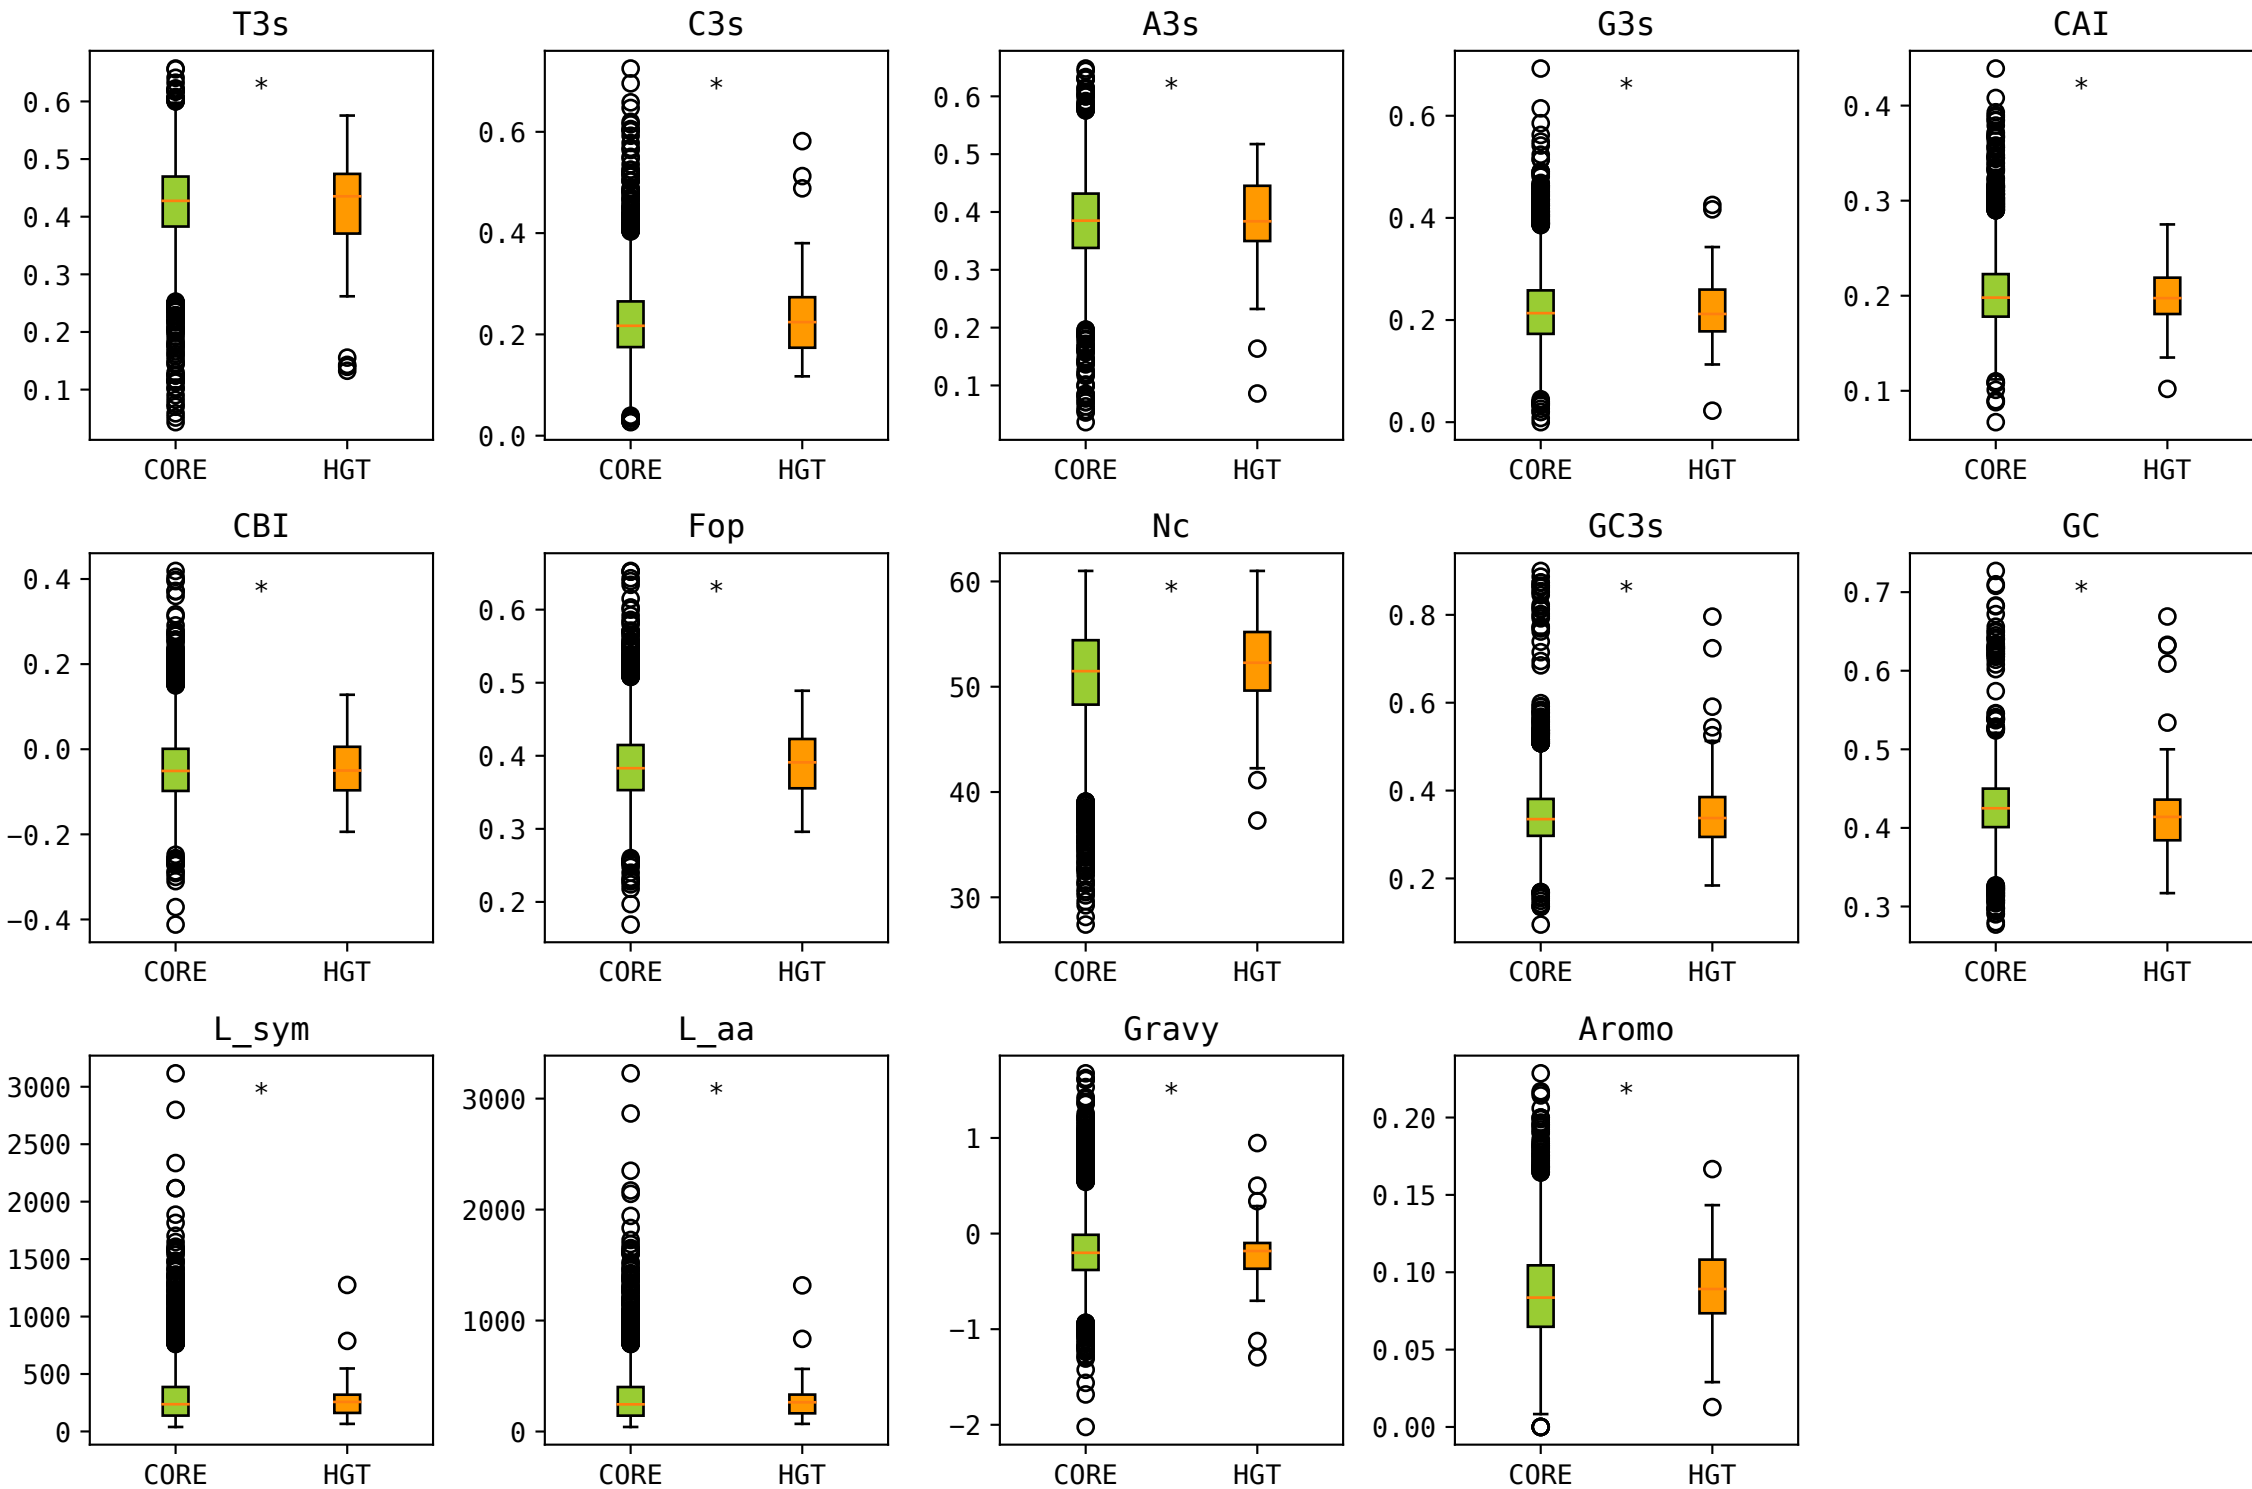 T3s C3s A3s G3s CAI
* * * * *
0.6 0.5 0.4 0.3 0.2 0.1
0.6 0.4 0.2 0.0
0.6 0.5 0.4 0.3 0.2 0.1
0.6 0.4 0.2 0.0
0.4 0.3 0.2 0.1
CORE HGT CORE HGT CORE HGT CORE HGT CORE HGT
CBI Fop Nc GC3s GC
* * * * *
0.4 0.2 0.0 −0.2 −0.4
0.6 0.5 0.4 0.3 0.2
60 50 40 30
0.8 0.6 0.4 0.2
0.7 0.6 0.5 0.4 0.3
CORE HGT CORE HGT CORE HGT CORE HGT CORE HGT
L_sym L_aa Gravy Aromo
* * * *
3000 2500 2000 1500 1000 500 0
3000 2000 1000 0
1 0 −1 −2
0.20 0.15 0.10 0.05 0.00
CORE HGT CORE HGT CORE HGT CORE HGT